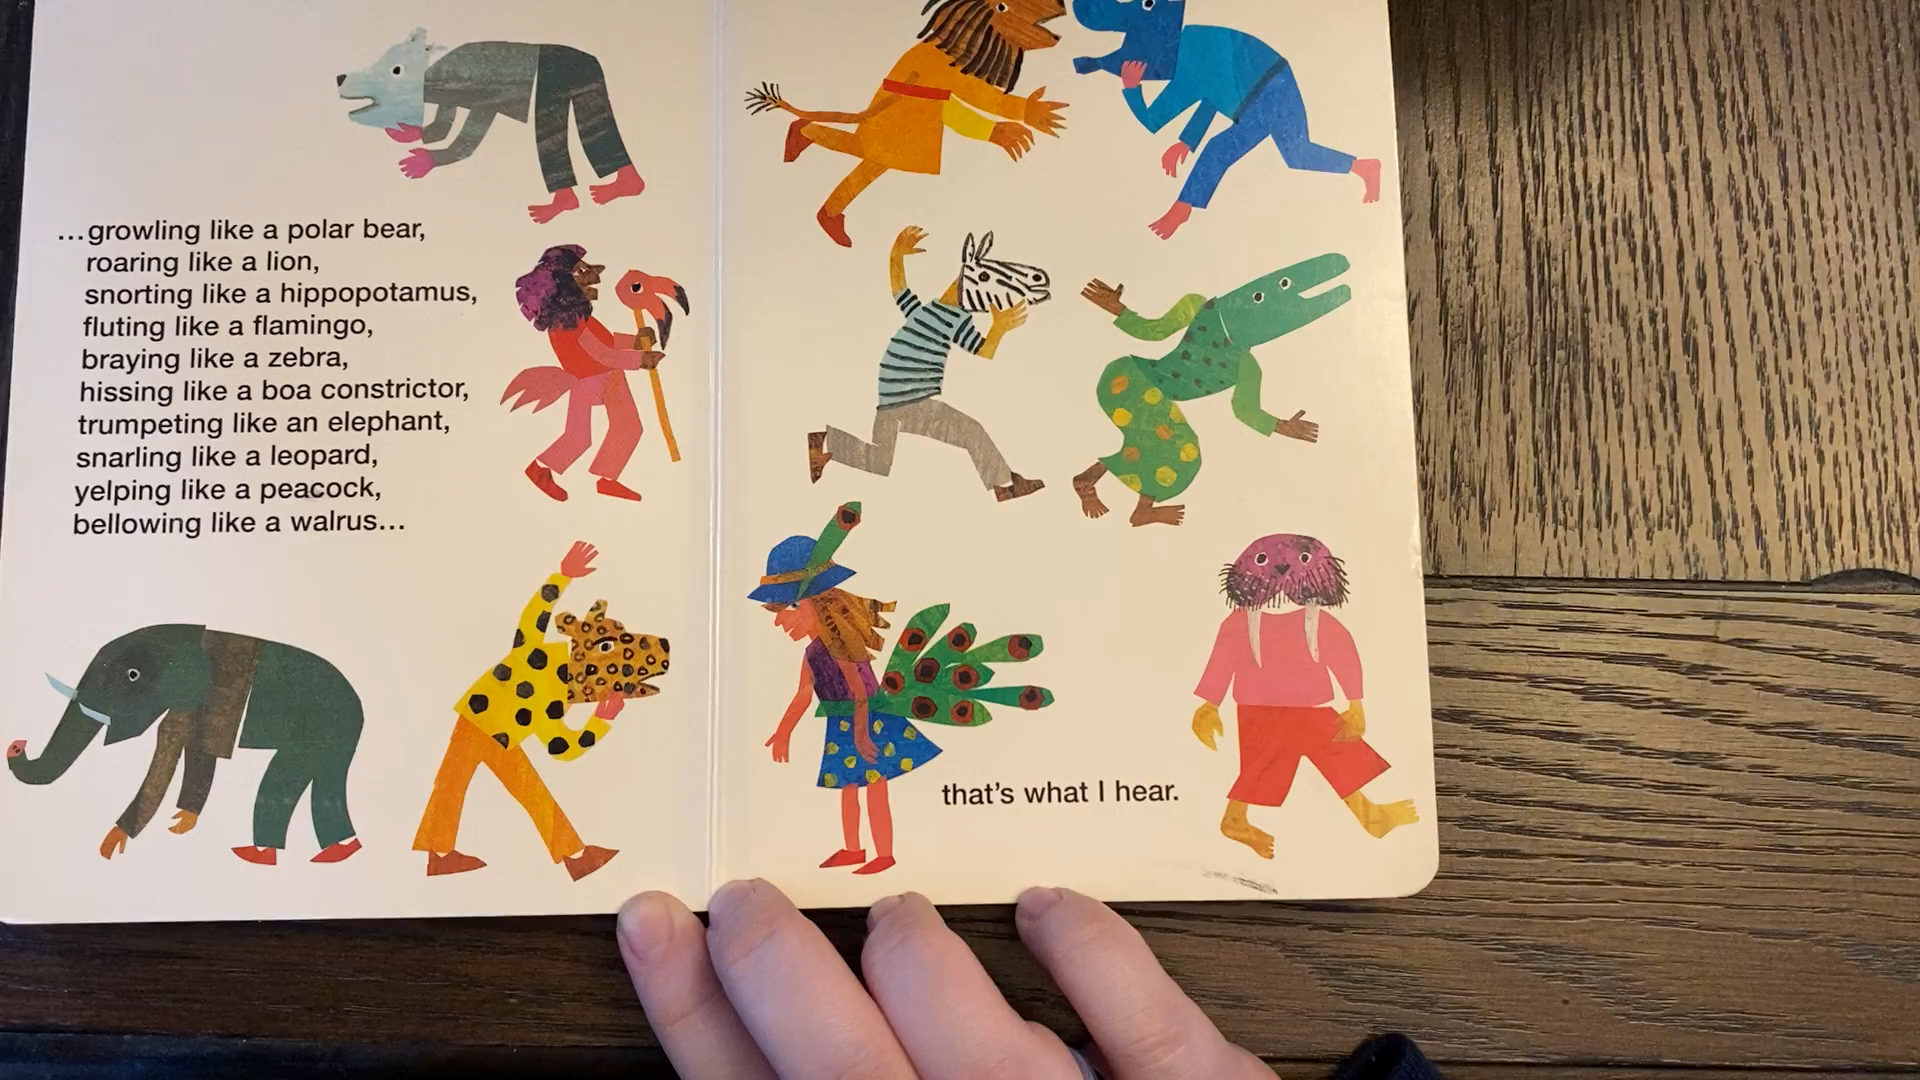 ...growling like a polar bear,
roaring like a lion,
snorting like a hippopotamus,
fluting like a flamingo,
braying like a zebra,
hissing like a boa constrictor,
trumpeting like an elephant,
snarling like a leopard,
yelping like a peacock,
bellowing like a walrus...
that's what I hear.